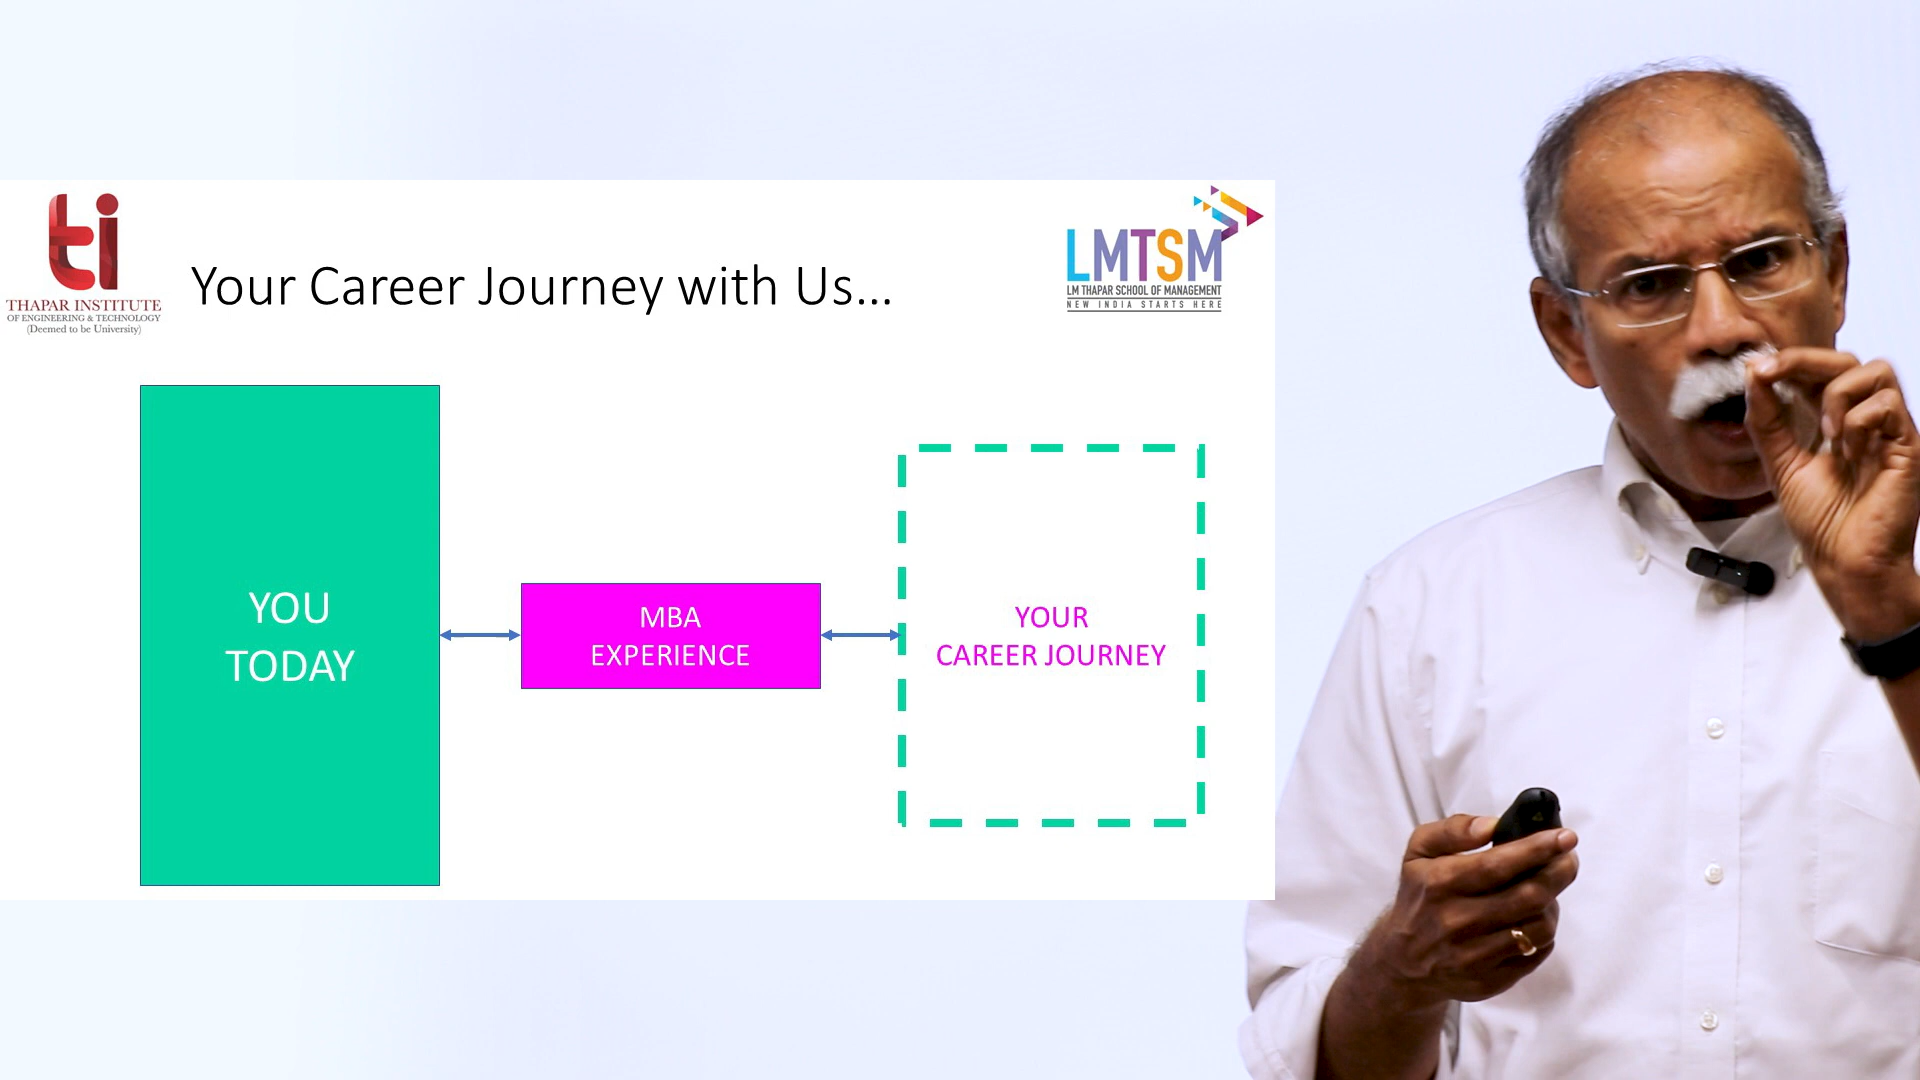 ti
THAPAR INSTITUTE
OF ENGINEERING & TECHNOLOGY
(Deemed to be University)
Your Career Journey with Us...
LMTSM
LM THAPAR SCHOOL OF MANAGEMENT
NEW INDIA STARTS HERE
YOU
TODAY
MBA
EXPERIENCE
YOUR
CAREER JOURNEY